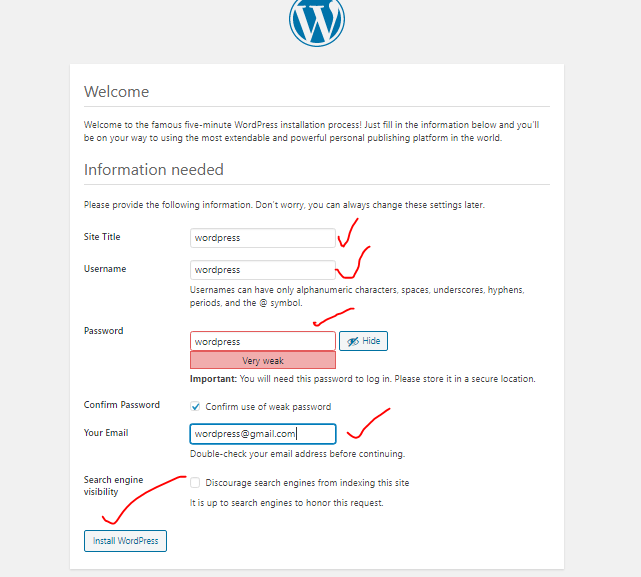 Welcome
Welcome to the famous five-minute WordPress installation process! Just fill in the information below and you'll
be on your way to using the most extendable and powerful personal publishing platform in the world.
Information needed
Please provide the following information. Don't worry, you can always change these settings later.
Site Title wordpress
Username wordpress
Usernames can have only alphanumeric characters, spaces, underscores, hyphens,
periods, and the @ symbol.
Password wordpress Hide
Very weak
Important: You will need this password to log in. Please store it in a secure location.
Confirm Password Confirm use of weak password
Your Email wordpress@gmail.com
Double-check your email address before continuing.
Search engine Discourage search engines from indexing this site
visibility
It is up to search engines to honor this request.
Install WordPress